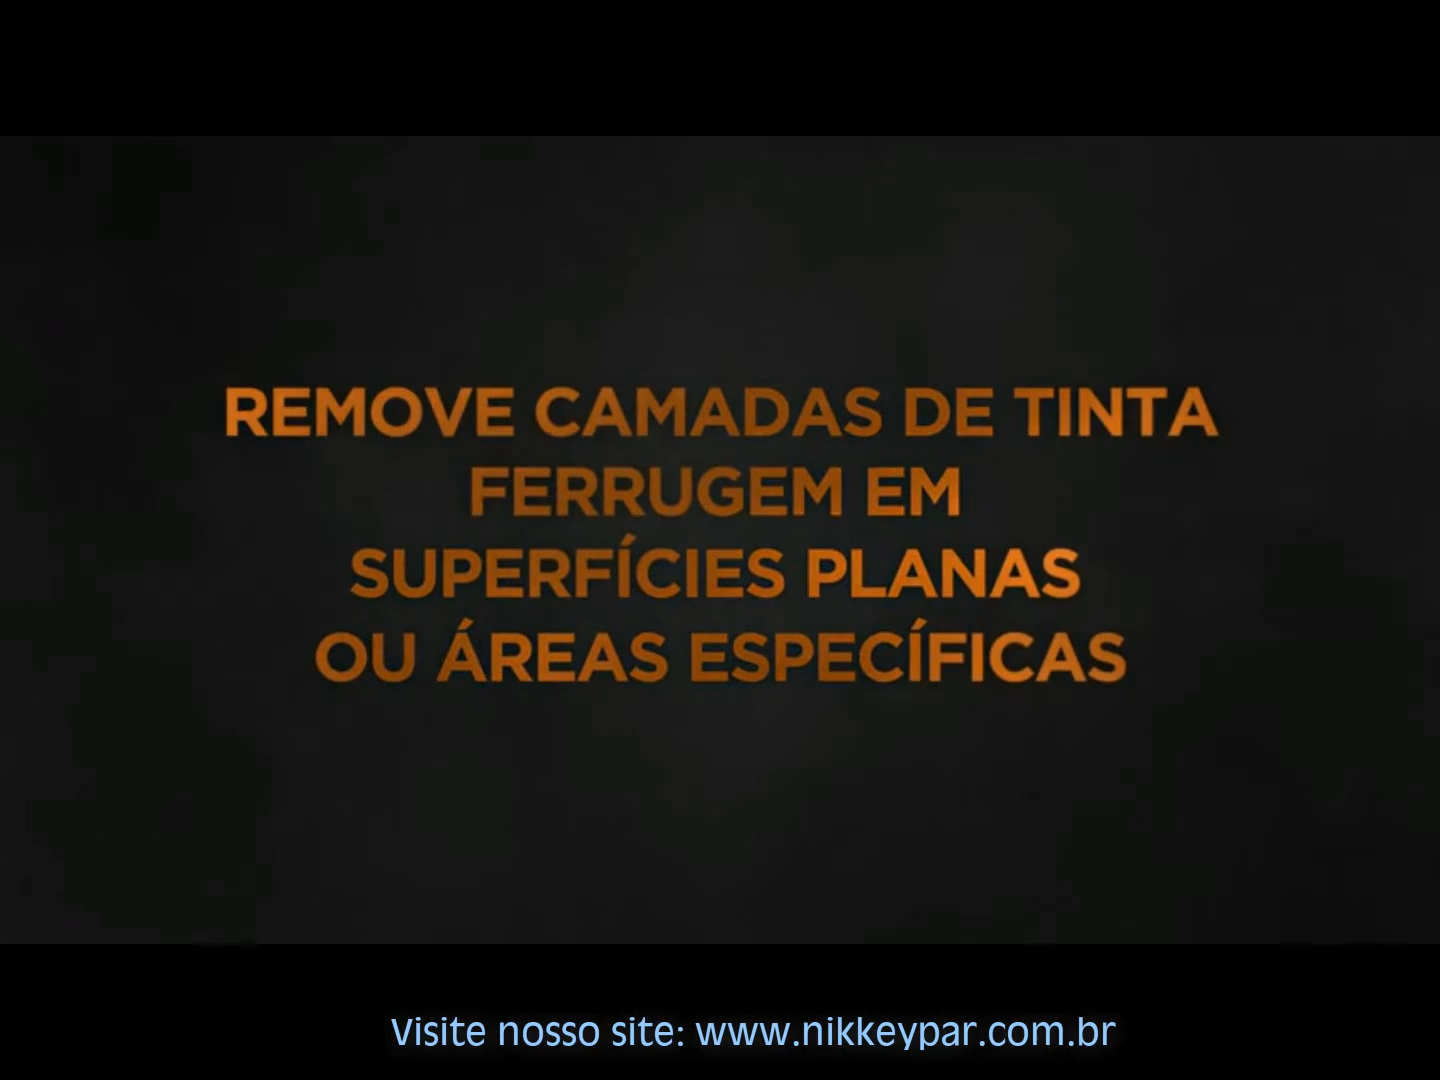 REMOVE CAMADAS DE TINTA
FERRUGEM EM
SUPERFÍCIES PLANAS
OU ÁREAS ESPECÍFICAS
Visite nosso site: www.nikkeypar.com.br